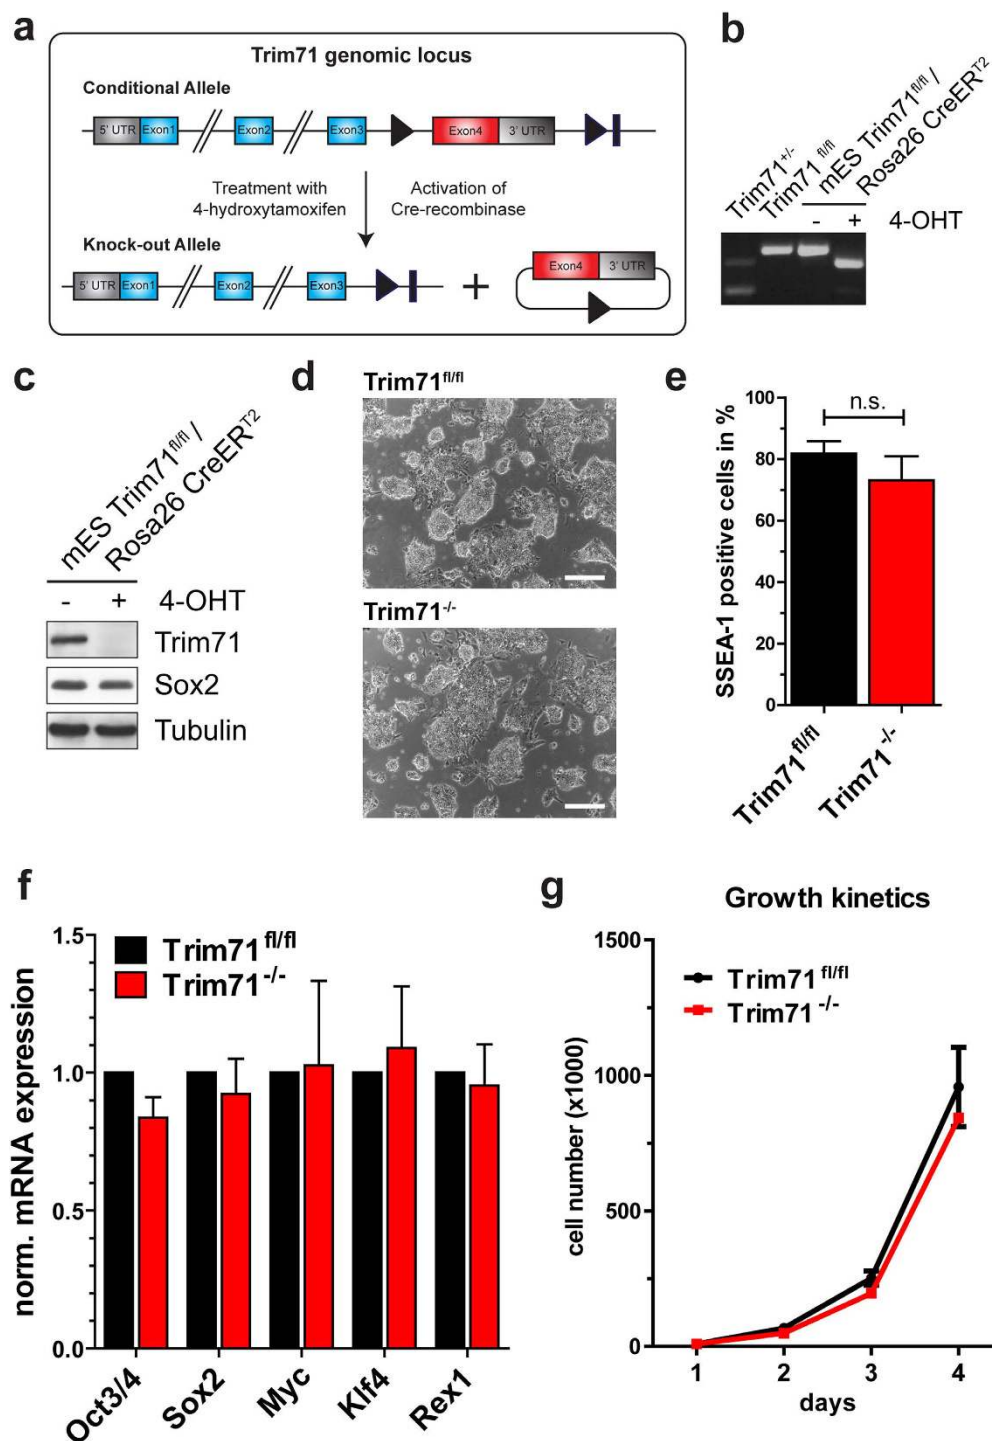 a
Trim71 genomic locus
Conditional Allele
5' UTR Exon1 Exon2 Exon3 Exon4 3' UTR
Treatment with 4-hydroxytamoxifen
Activation of Cre-recombinase
Knock-out Allele
5' UTR Exon1 Exon2 Exon3 + Exon4 3' UTR
b
Trim71+/-
Trim71 fl/fl
mES Trim71fl/fl /
Rosa26 CreERT2
- + 4-OHT
c
mES Trim71fl/fl /
Rosa26 CreERT2
- + 4-OHT
Trim71
Sox2
Tubulin
d
Trim71fl/fl
Trim71-/-
e
SSEA-1 positive cells in %
100
80
60
40
20
0
n.s.
Trim71fl/fl
Trim71-/-
f
norm. mRNA expression
1.5
1.0
0.5
0.0
Trim71 fl/fl
Trim71 -/-
Oct3/4 Sox2 Myc Klf4 Rex1
g
Growth kinetics
cell number (x1000)
1500
1000
500
0
Trim71 fl/fl
Trim71 -/-
1 2 3 4
days